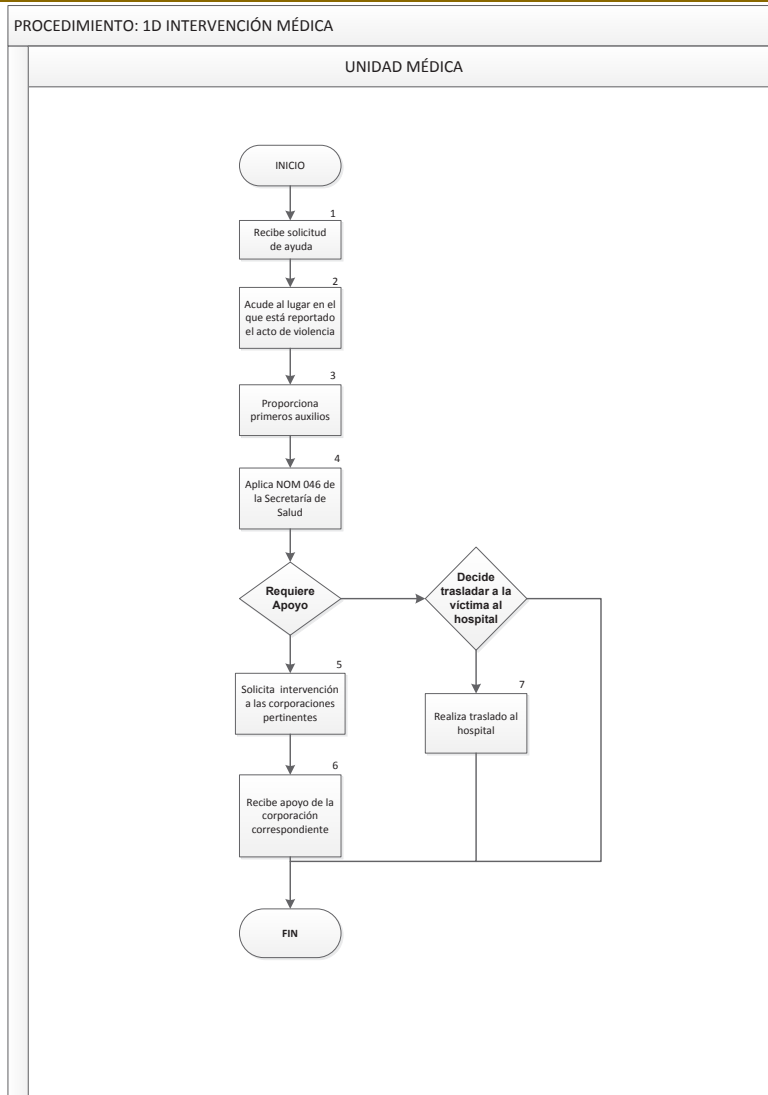 PROCEDIMIENTO: 1D INTERVENCIÓN MÉDICA
UNIDAD MÉDICA
INICIO
1
Recibe solicitud
de ayuda
2
Acude al lugar en el
que está reportado
el acto de violencia
3
Proporciona
primeros auxilios
4
Aplica NOM 046 de
la Secretaría de
Salud
Requiere
Apoyo
Decide
trasladar a la
víctima al
hospital
5
Solicita intervención
a las corporaciones
pertinentes
7
Realiza traslado al
hospital
6
Recibe apoyo de la
corporación
correspondiente
FIN